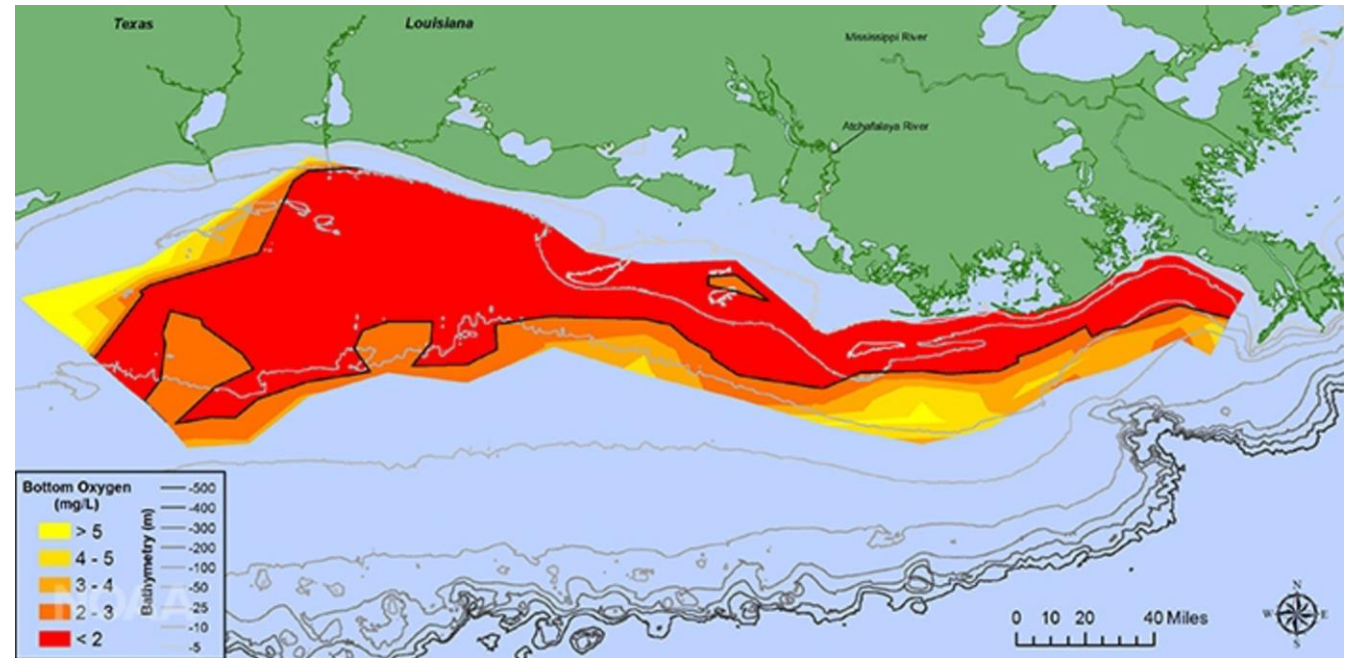 Texas
Louisiana
Mississippi River
Atchafalaya River
Bottom Oxygen
(mg/L)
> 5
4 - 5
3 - 4
2 - 3
< 2
NOAA
Bathymetry (m)
-500
-400
-300
-200
-100
-50
-25
-10
-5
0 10 20 40 Miles
N
W E
S